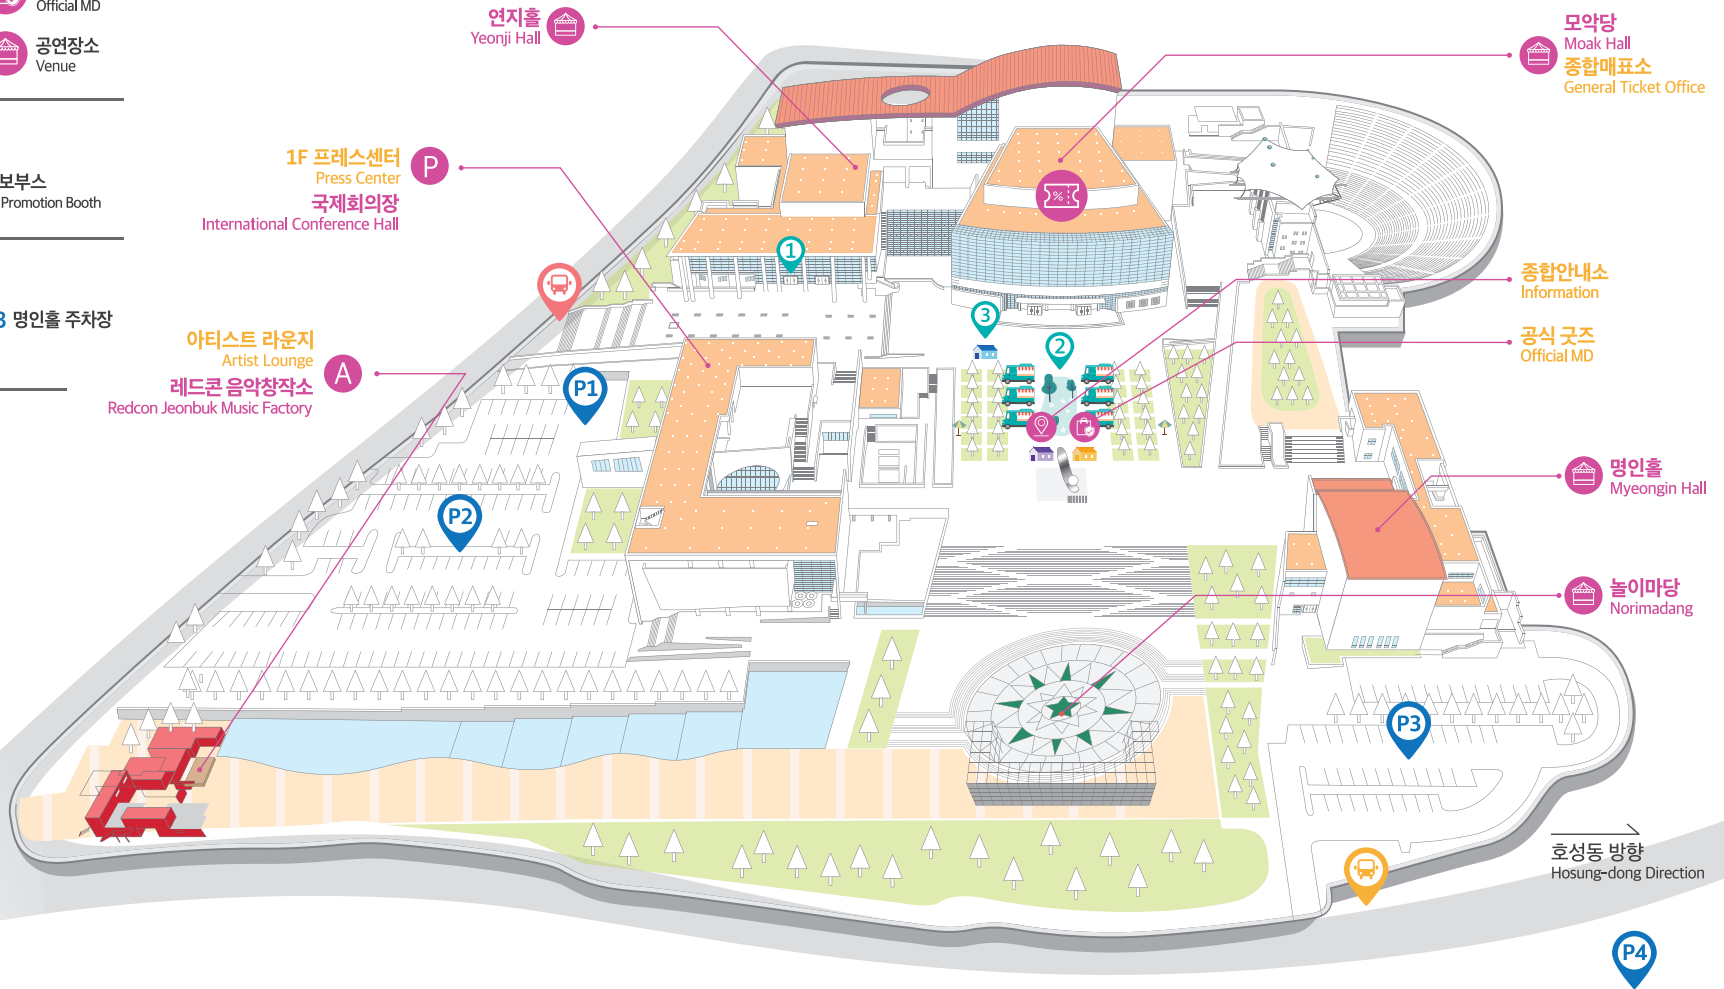 Official MD
공연장소
Venue
보부스
Promotion Booth
3 명인홀 주차장
연지홀
Yeonji Hall
모악당
Moak Hall
종합매표소
General Ticket Office
1F 프레스센터
Press Center
국제회의장
International Conference Hall
P
아티스트 라운지
Artist Lounge
레드콘 음악창작소
Redcon Jeonbuk Music Factory
A
종합안내소
Information
공식 굿즈
Official MD
명인홀
Myeongin Hall
놀이마당
Norimadang
%
1
3
2
P1
P2
P3
호성동 방향
Hosung-dong Direction
P4